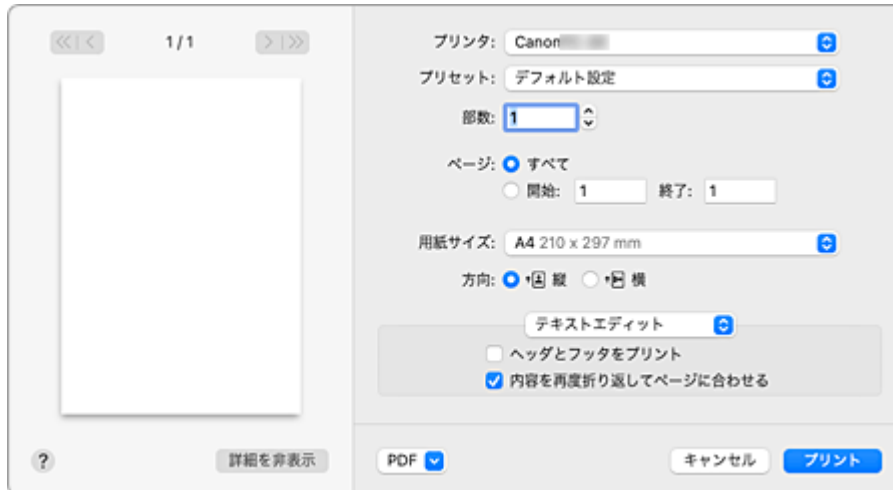 1 / 1
プリンタ: Canon
プリセット: デフォルト設定
部数: 1
ページ: すべて
開始: 1 終了: 1
用紙サイズ: A4 210 x 297 mm
方向: 縦 横
テキストエディット
ヘッダとフッタをプリント
内容を再度折り返してページに合わせる
? 詳細を非表示 PDF キャンセル プリント